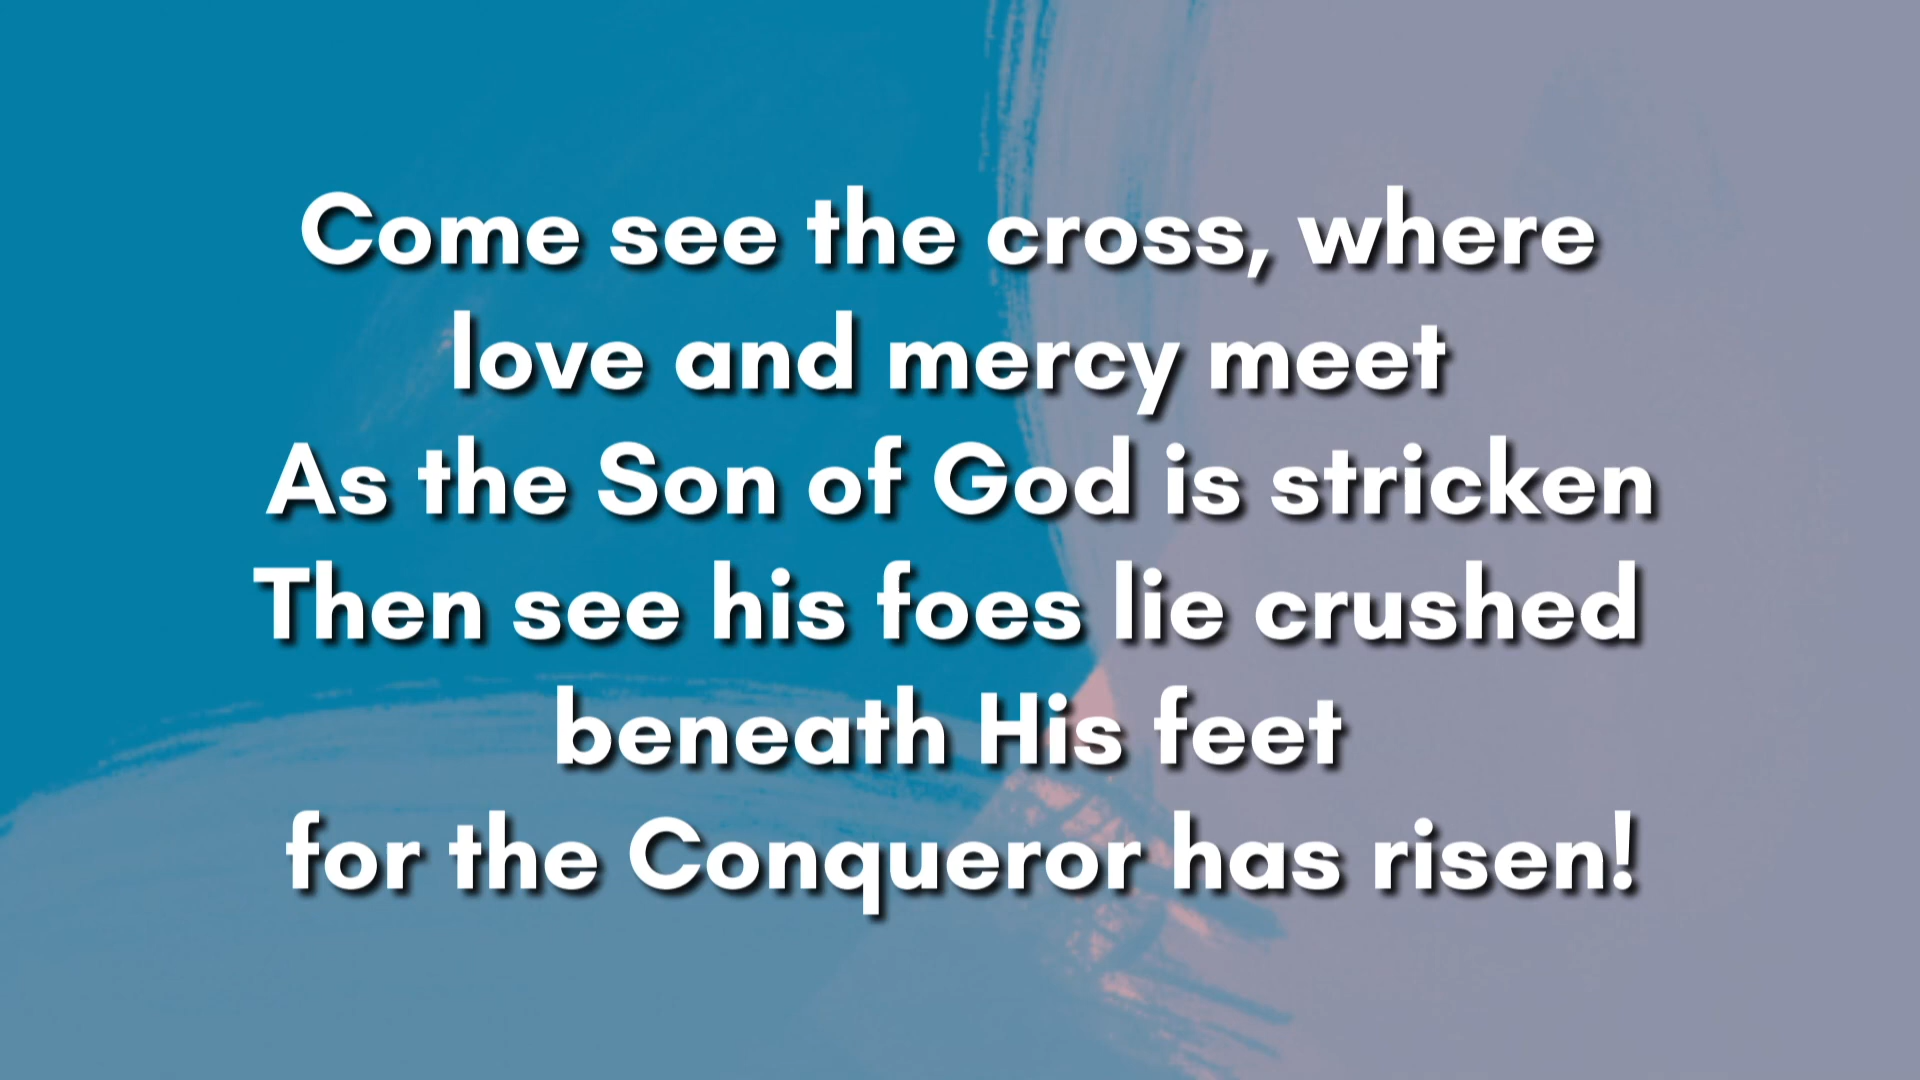 Come see the cross, where
love and mercy meet
As the Son of God is stricken
Then see his foes lie crushed
beneath His feet
for the Conqueror has risen!